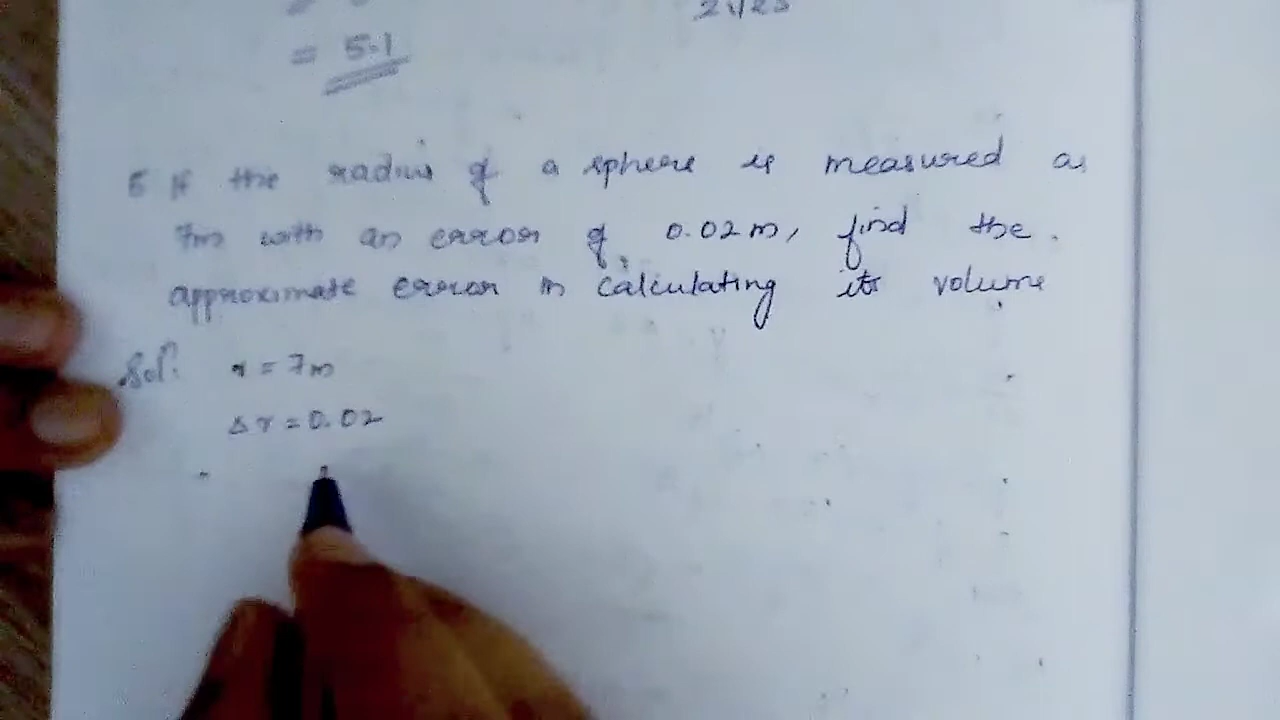 = 5.1
5 If the radius of a sphere is measured as
7m with an error of 0.02m, find the
approximate error in calculating its volume
Sol: r = 7m
Δr = 0.02